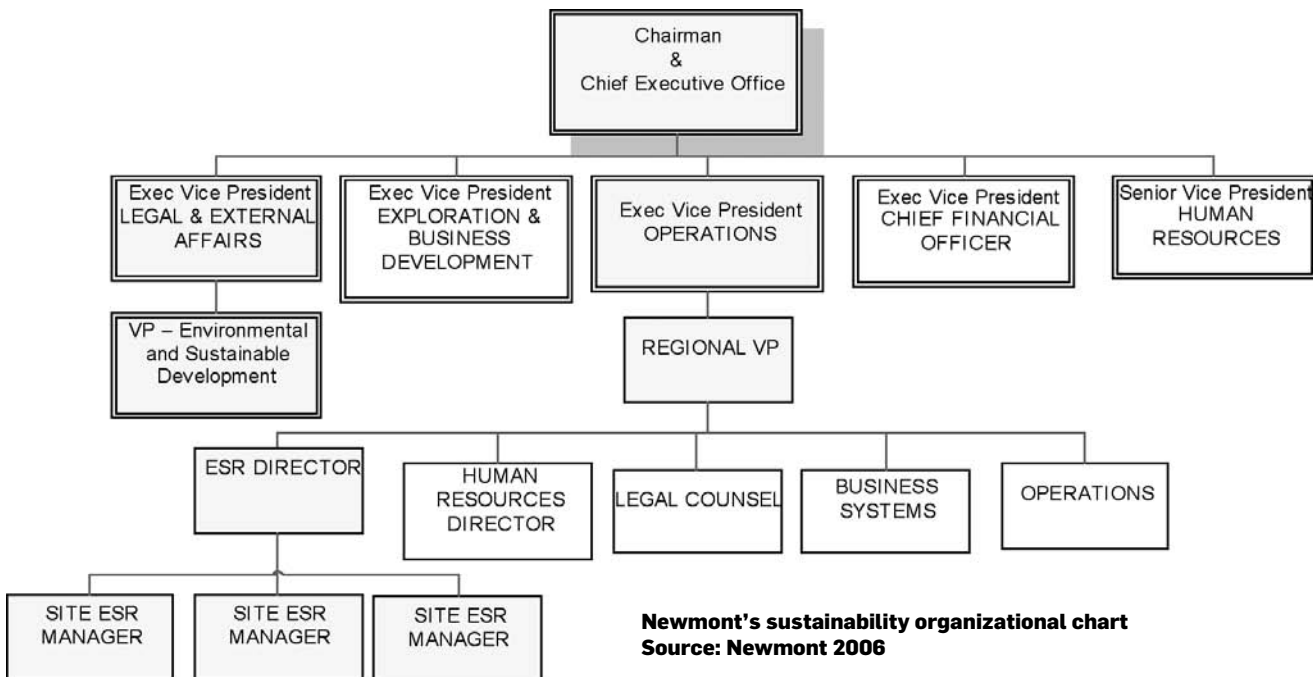 Chairman
&
Chief Executive Office
Exec Vice President
LEGAL & EXTERNAL
AFFAIRS
Exec Vice President
EXPLORATION &
BUSINESS
DEVELOPMENT
Exec Vice President
OPERATIONS
Exec Vice President
CHIEF FINANCIAL
OFFICER
Senior Vice President
HUMAN
RESOURCES
VP – Environmental
and Sustainable
Development
REGIONAL VP
ESR DIRECTOR
HUMAN
RESOURCES
DIRECTOR
LEGAL COUNSEL
BUSINESS
SYSTEMS
OPERATIONS
SITE ESR
MANAGER
SITE ESR
MANAGER
SITE ESR
MANAGER
Newmont’s sustainability organizational chart
Source: Newmont 2006